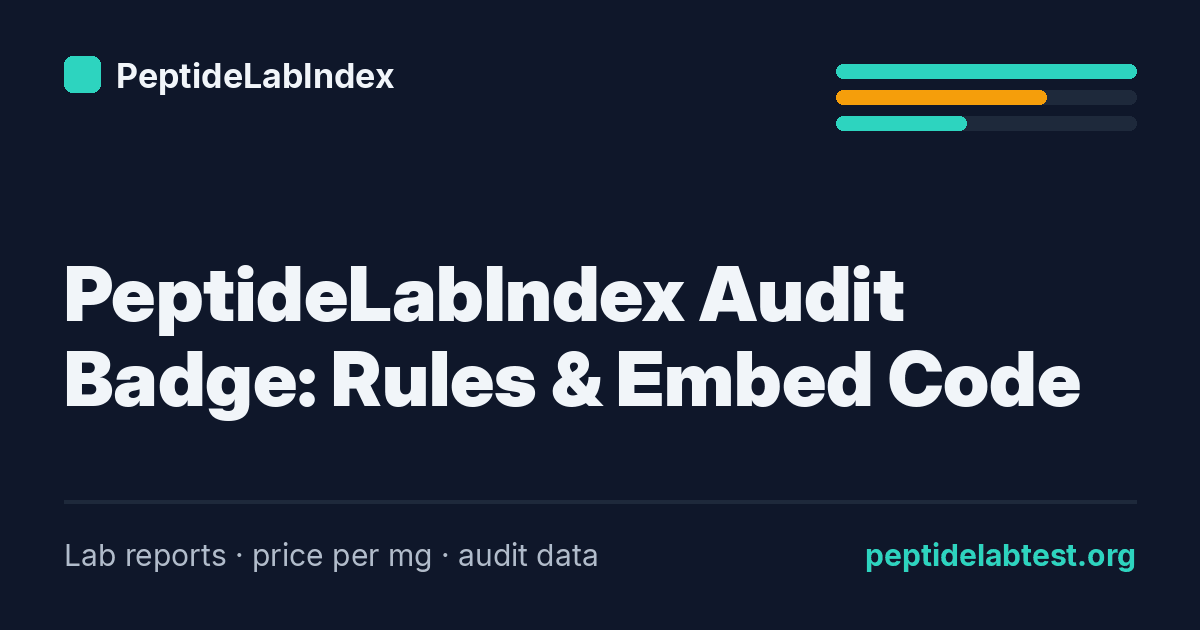 PeptideLabIndex
PeptideLabIndex Audit
Badge: Rules & Embed Code
Lab reports · price per mg · audit data
peptidelabtest.org